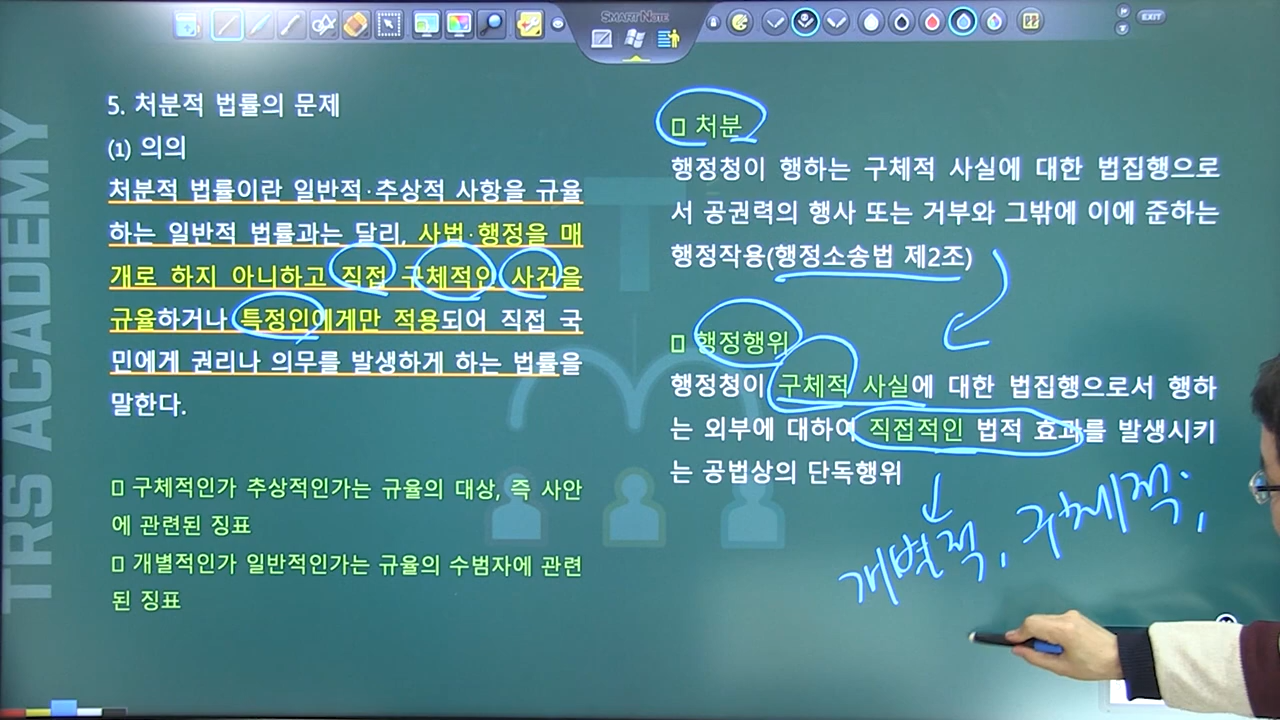 SMARTNOTE
EXIT
TRS ACADEMY
5. 처분적 법률의 문제
(1) 의의
처분적 법률이란 일반적·추상적 사항을 규율
하는 일반적 법률과는 달리, 사법·행정을 매
개로 하지 아니하고 직접 구체적인 사건을
규율하거나 특정인에게만 적용되어 직접 국
민에게 권리나 의무를 발생하게 하는 법률을
말한다.
▯ 구체적인가 추상적인가는 규율의 대상, 즉 사안
에 관련된 징표
▯ 개별적인가 일반적인가는 규율의 수범자에 관련
된 징표
▯ 처분
행정청이 행하는 구체적 사실에 대한 법집행으로
서 공권력의 행사 또는 거부와 그밖에 이에 준하는
행정작용(행정소송법 제2조)
▯ 행정행위
행정청이 구체적 사실에 대한 법집행으로서 행하
는 외부에 대하여 직접적인 법적 효과를 발생시키
는 공법상의 단독행위
개별적, 구체적,